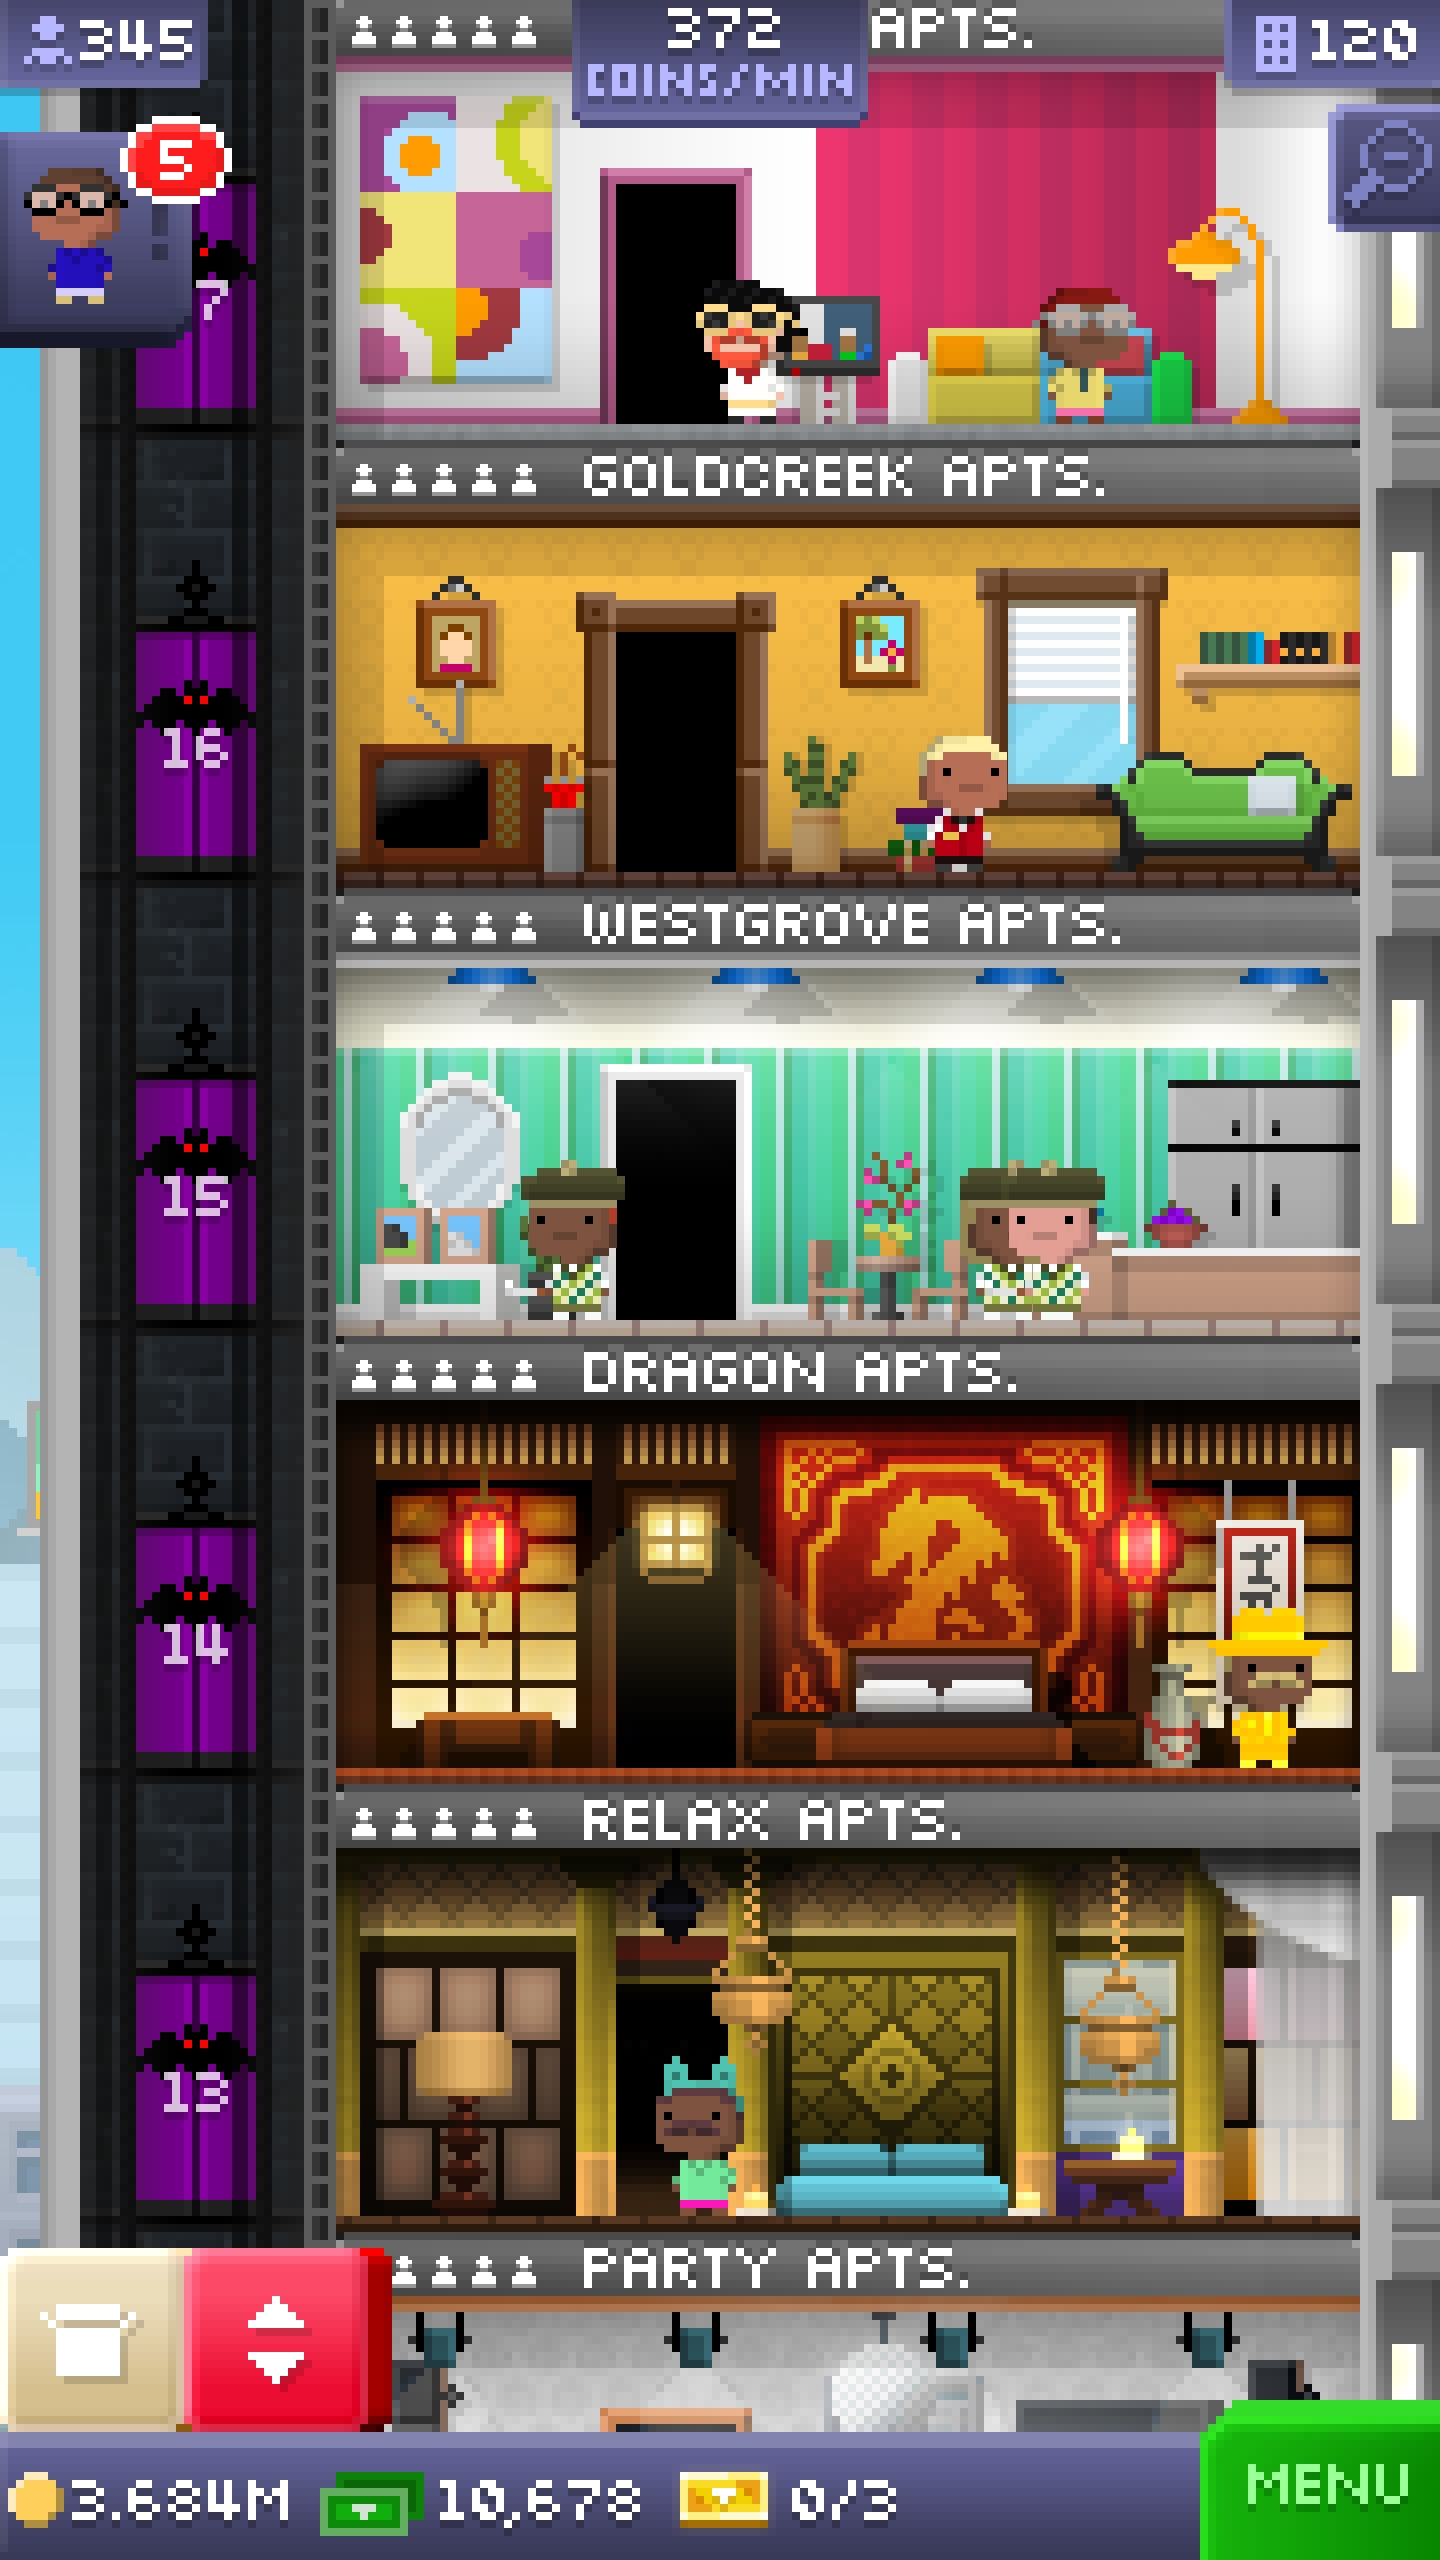 345
372
COINS/MIN
APTS.
120
5
?
GOLDCREEK APTS.
16
WESTGROVE APTS.
15
DRAGON APTS.
14
RELAX APTS.
13
PARTY APTS.
3.684M
10,678
0/3
MENU